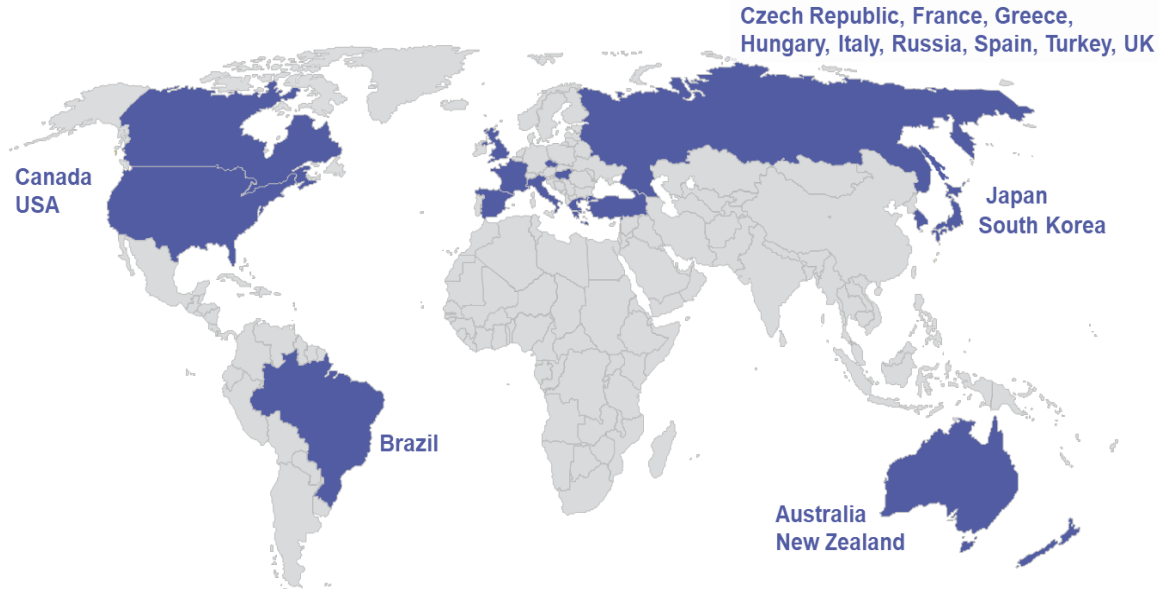 Czech Republic, France, Greece,
Hungary, Italy, Russia, Spain, Turkey, UK
Canada
USA
Japan
South Korea
Brazil
Australia
New Zealand